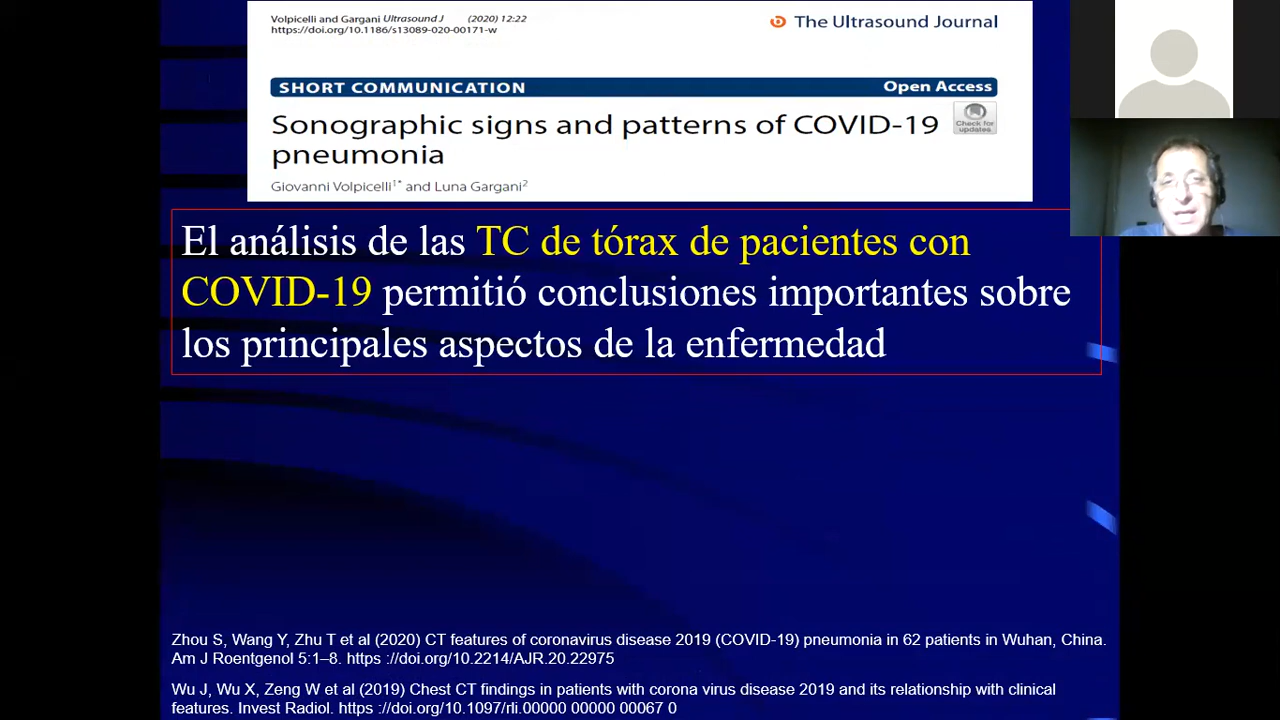 Volpicelli and Gargani Ultrasound J (2020) 12:22
https://doi.org/10.1186/s13089-020-00171-w
The Ultrasound Journal
SHORT COMMUNICATION
Open Access
Sonographic signs and patterns of COVID-19
pneumonia
Check for
updates
Giovanni Volpicelli1* and Luna Gargani2
El análisis de las TC de tórax de pacientes con
COVID-19 permitió conclusiones importantes sobre
los principales aspectos de la enfermedad
Zhou S, Wang Y, Zhu T et al (2020) CT features of coronavirus disease 2019 (COVID-19) pneumonia in 62 patients in Wuhan, China.
Am J Roentgenol 5:1–8. https ://doi.org/10.2214/AJR.20.22975
Wu J, Wu X, Zeng W et al (2019) Chest CT findings in patients with corona virus disease 2019 and its relationship with clinical
features. Invest Radiol. https ://doi.org/10.1097/rli.00000 00000 00067 0